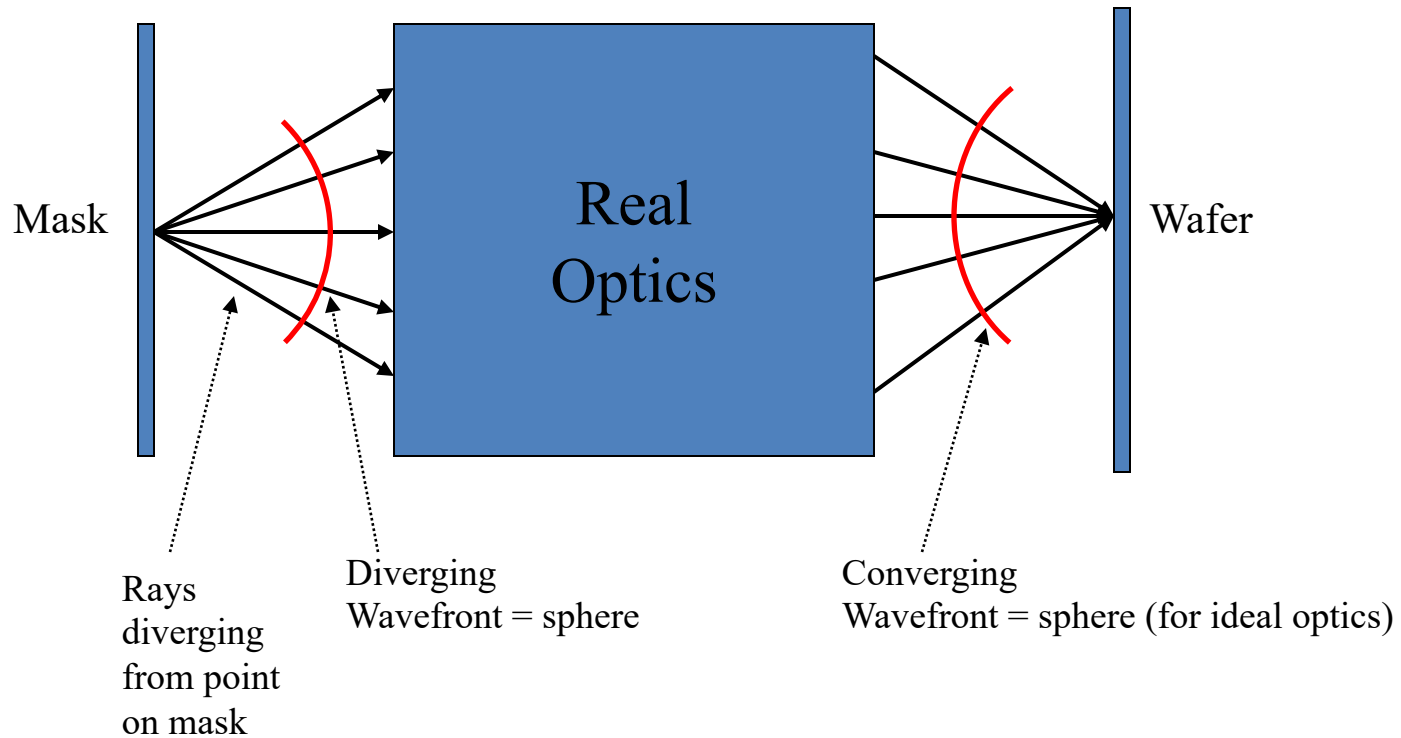 Mask
Real
Optics
Wafer
Rays
diverging
from point
on mask
Diverging
Wavefront = sphere
Converging
Wavefront = sphere (for ideal optics)